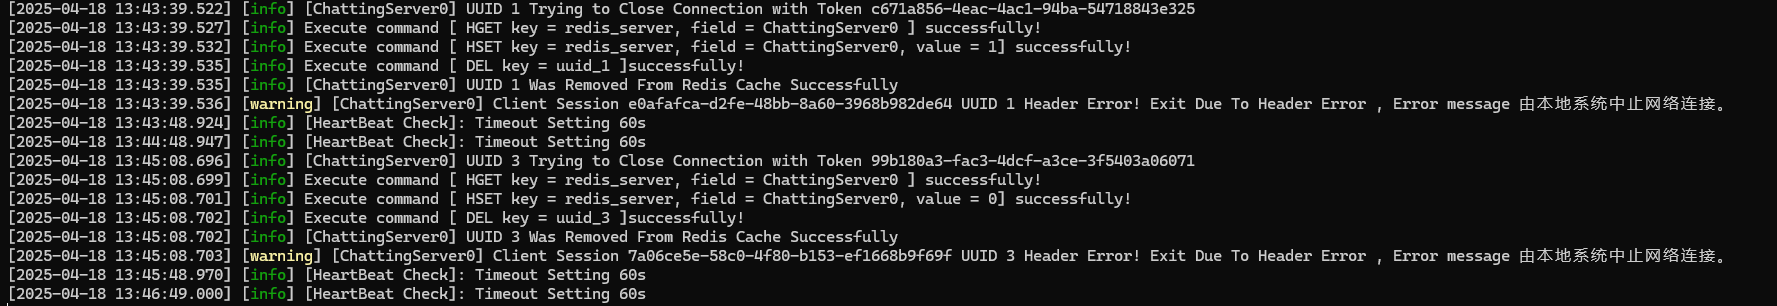 [2025-04-18 13:43:39.522] [info] [ChattingServer0] UUID 1 Trying to Close Connection with Token c671a856-4eac-4ac1-94ba-54718843e325
[2025-04-18 13:43:39.527] [info] Execute command [ HGET key = redis_server, field = ChattingServer0 ] successfully!
[2025-04-18 13:43:39.532] [info] Execute command [ HSET key = redis_server, field = ChattingServer0, value = 1] successfully!
[2025-04-18 13:43:39.535] [info] Execute command [ DEL key = uuid_1 ]successfully!
[2025-04-18 13:43:39.535] [info] [ChattingServer0] UUID 1 Was Removed From Redis Cache Successfully
[2025-04-18 13:43:39.536] [warning] [ChattingServer0] Client Session e0afafca-d2fe-48bb-8a60-3968b982de64 UUID 1 Header Error! Exit Due To Header Error , Error message 由本地系统中止网络连接。
[2025-04-18 13:43:48.924] [info] [HeartBeat Check]: Timeout Setting 60s
[2025-04-18 13:44:48.947] [info] [HeartBeat Check]: Timeout Setting 60s
[2025-04-18 13:45:08.696] [info] [ChattingServer0] UUID 3 Trying to Close Connection with Token 99b180a3-fac3-4dcf-a3ce-3f5403a06071
[2025-04-18 13:45:08.699] [info] Execute command [ HGET key = redis_server, field = ChattingServer0 ] successfully!
[2025-04-18 13:45:08.701] [info] Execute command [ HSET key = redis_server, field = ChattingServer0, value = 0] successfully!
[2025-04-18 13:45:08.702] [info] Execute command [ DEL key = uuid_3 ]successfully!
[2025-04-18 13:45:08.702] [info] [ChattingServer0] UUID 3 Was Removed From Redis Cache Successfully
[2025-04-18 13:45:08.703] [warning] [ChattingServer0] Client Session 7a06ce5e-58c0-4f80-b153-ef1668b9f69f UUID 3 Header Error! Exit Due To Header Error , Error message 由本地系统中止网络连接。
[2025-04-18 13:45:48.970] [info] [HeartBeat Check]: Timeout Setting 60s
[2025-04-18 13:46:49.000] [info] [HeartBeat Check]: Timeout Setting 60s